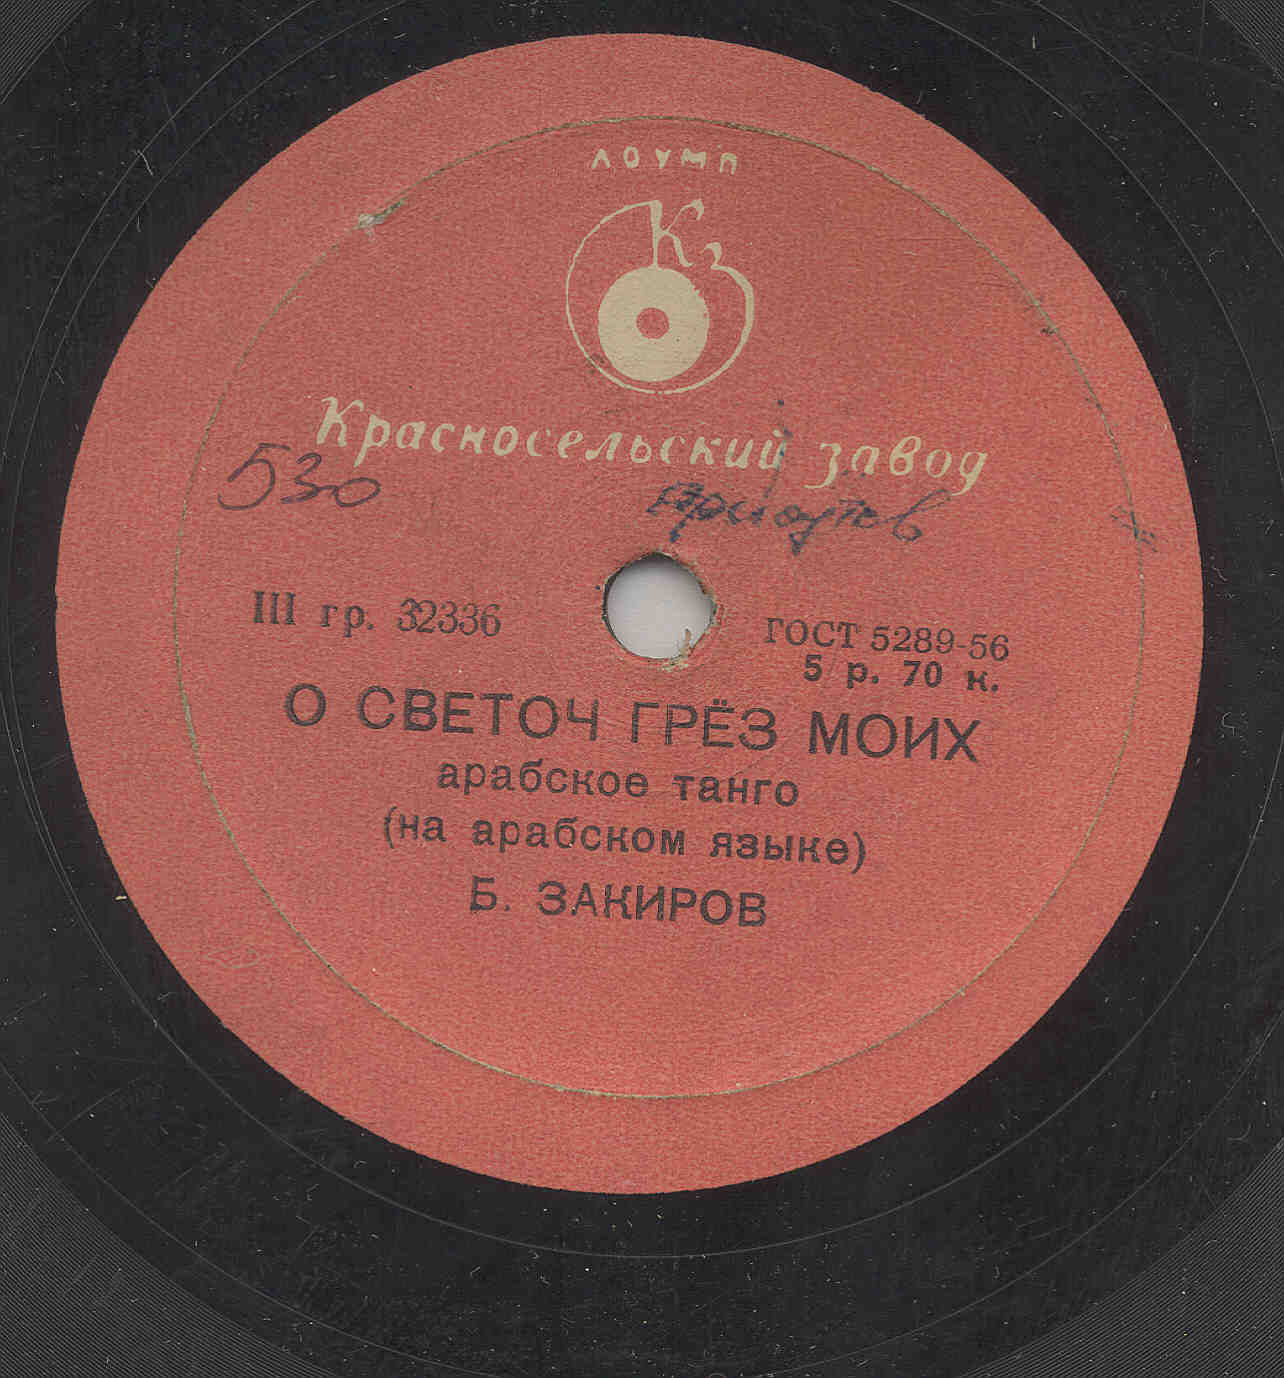 ЛОУМП
Кз
Красносельский завод
530
III гр. 32336
ГОСТ 5289-56
5 р. 70 к.
О СВЕТОЧ ГРЁЗ МОИХ
арабское танго
(на арабском языке)
Б. ЗАКИРОВ